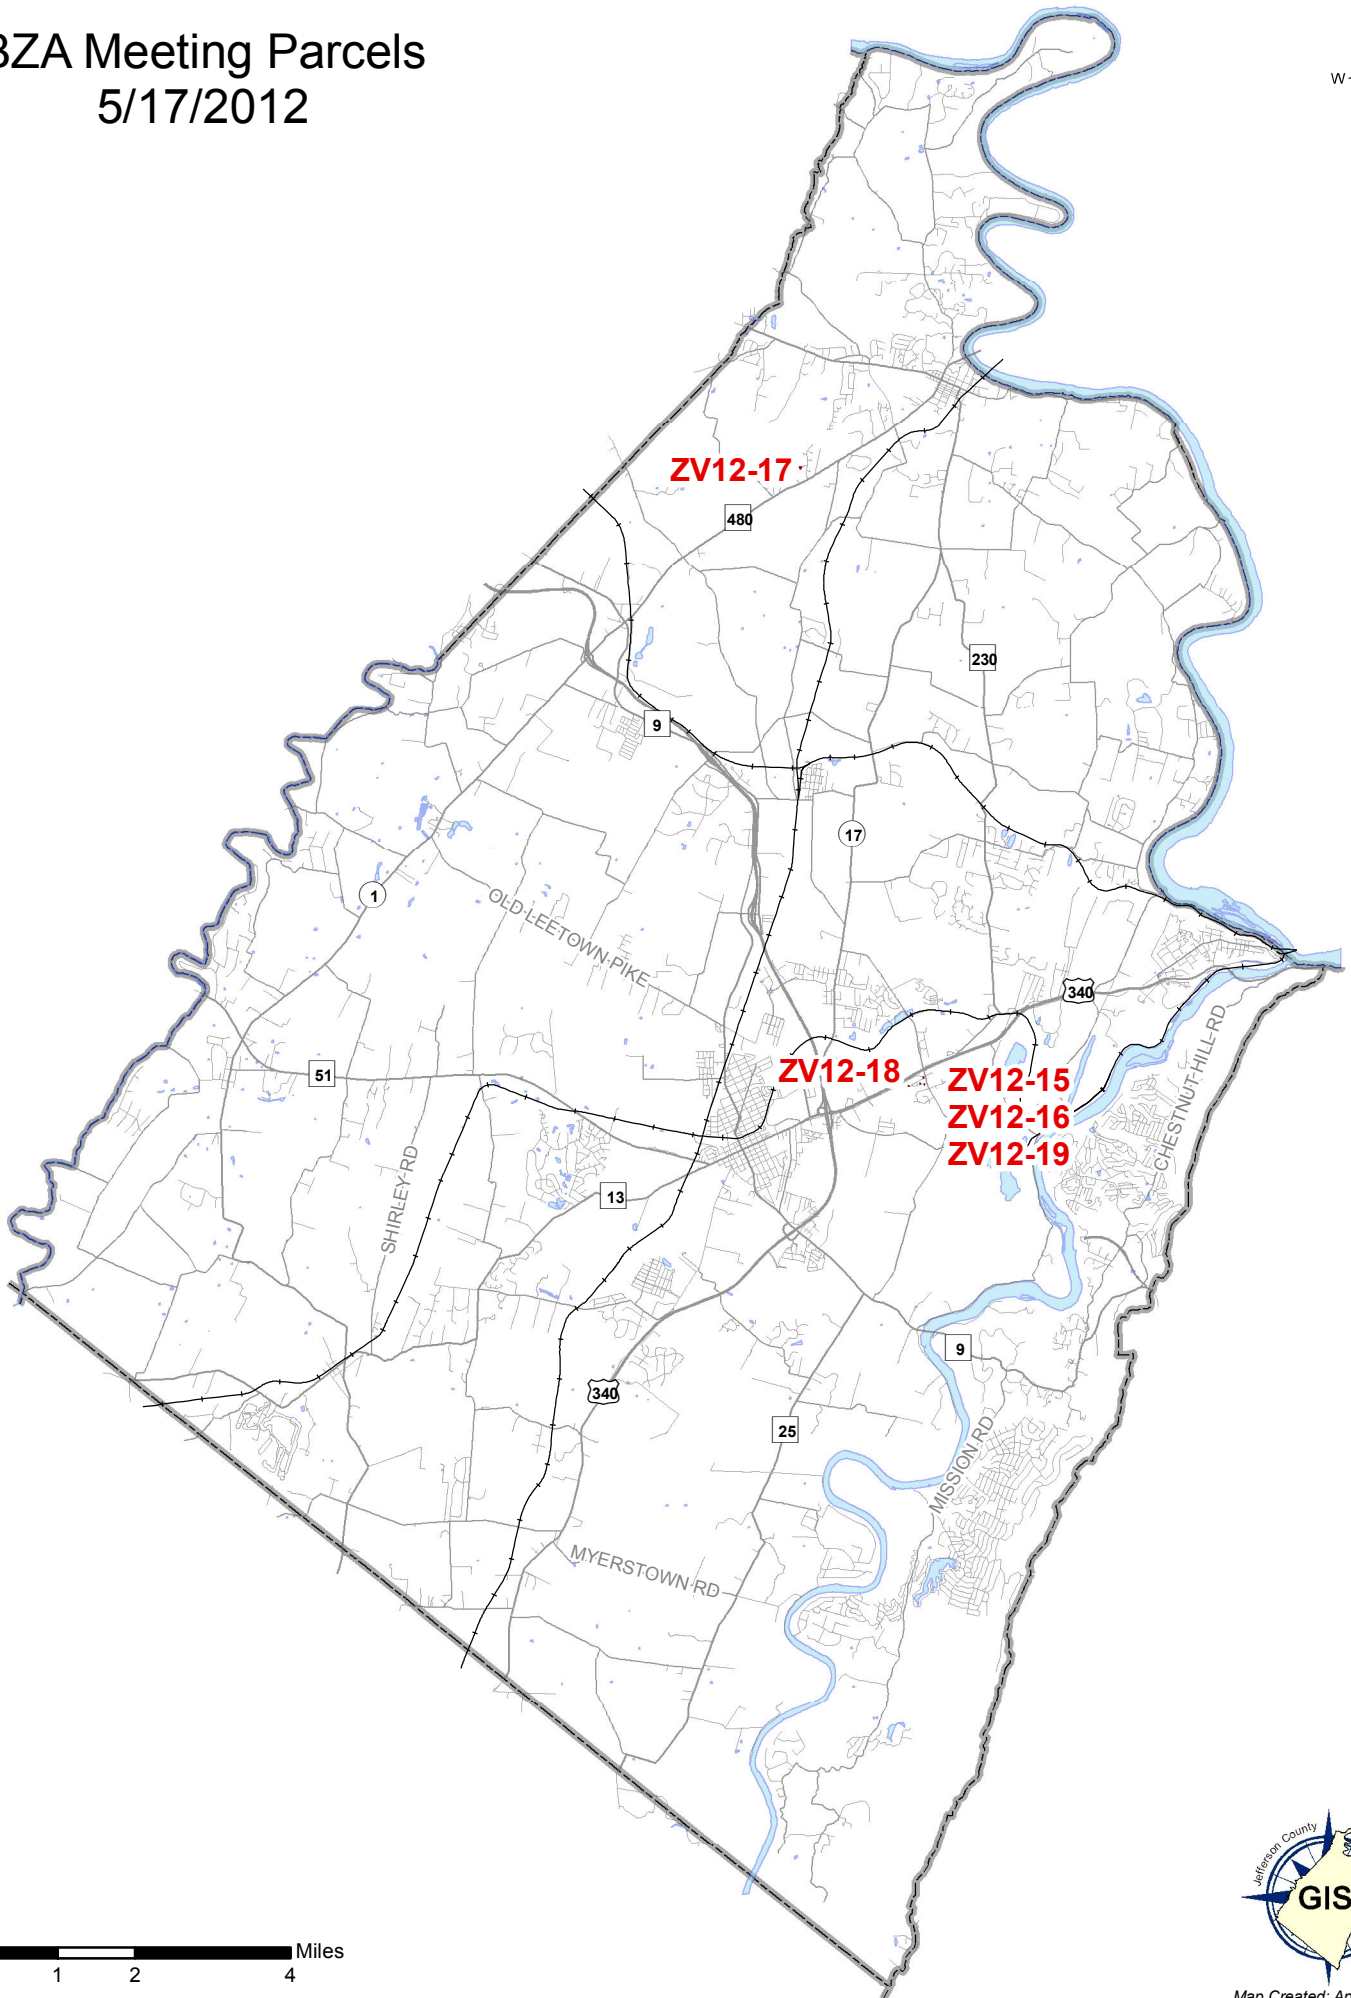 BZA Meeting Parcels
5/17/2012
W
ZV12-17
480
230
9
17
1
OLD LEETOWN PIKE
340
CHESTNUT HILL RD
ZV12-18
ZV12-15
ZV12-16
ZV12-19
51
SHIRLEY RD
13
9
340
25
MISSION RD
MYERSTOWN RD
Jefferson County
GIS
Miles
1 2 4
Map Created: